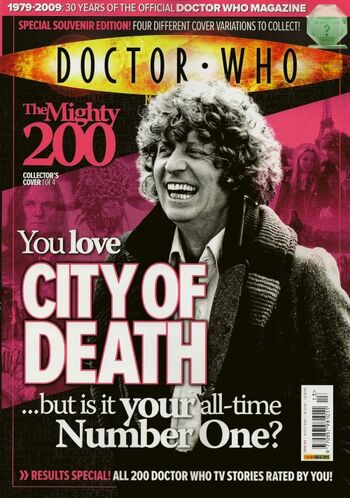 1979-2009: 30 YEARS OF THE OFFICIAL DOCTOR WHO MAGAZINE
SPECIAL SOUVENIR EDITION! FOUR DIFFERENT COVER VARIATIONS TO COLLECT!
?
DOCTOR·WHO
The Mighty
200
COLLECTOR'S
COVER 1 OF 4
You love
CITY OF
DEATH
...but is it your all-time
Number One?
>> RESULTS SPECIAL! ALL 200 DOCTOR WHO TV STORIES RATED BY YOU!